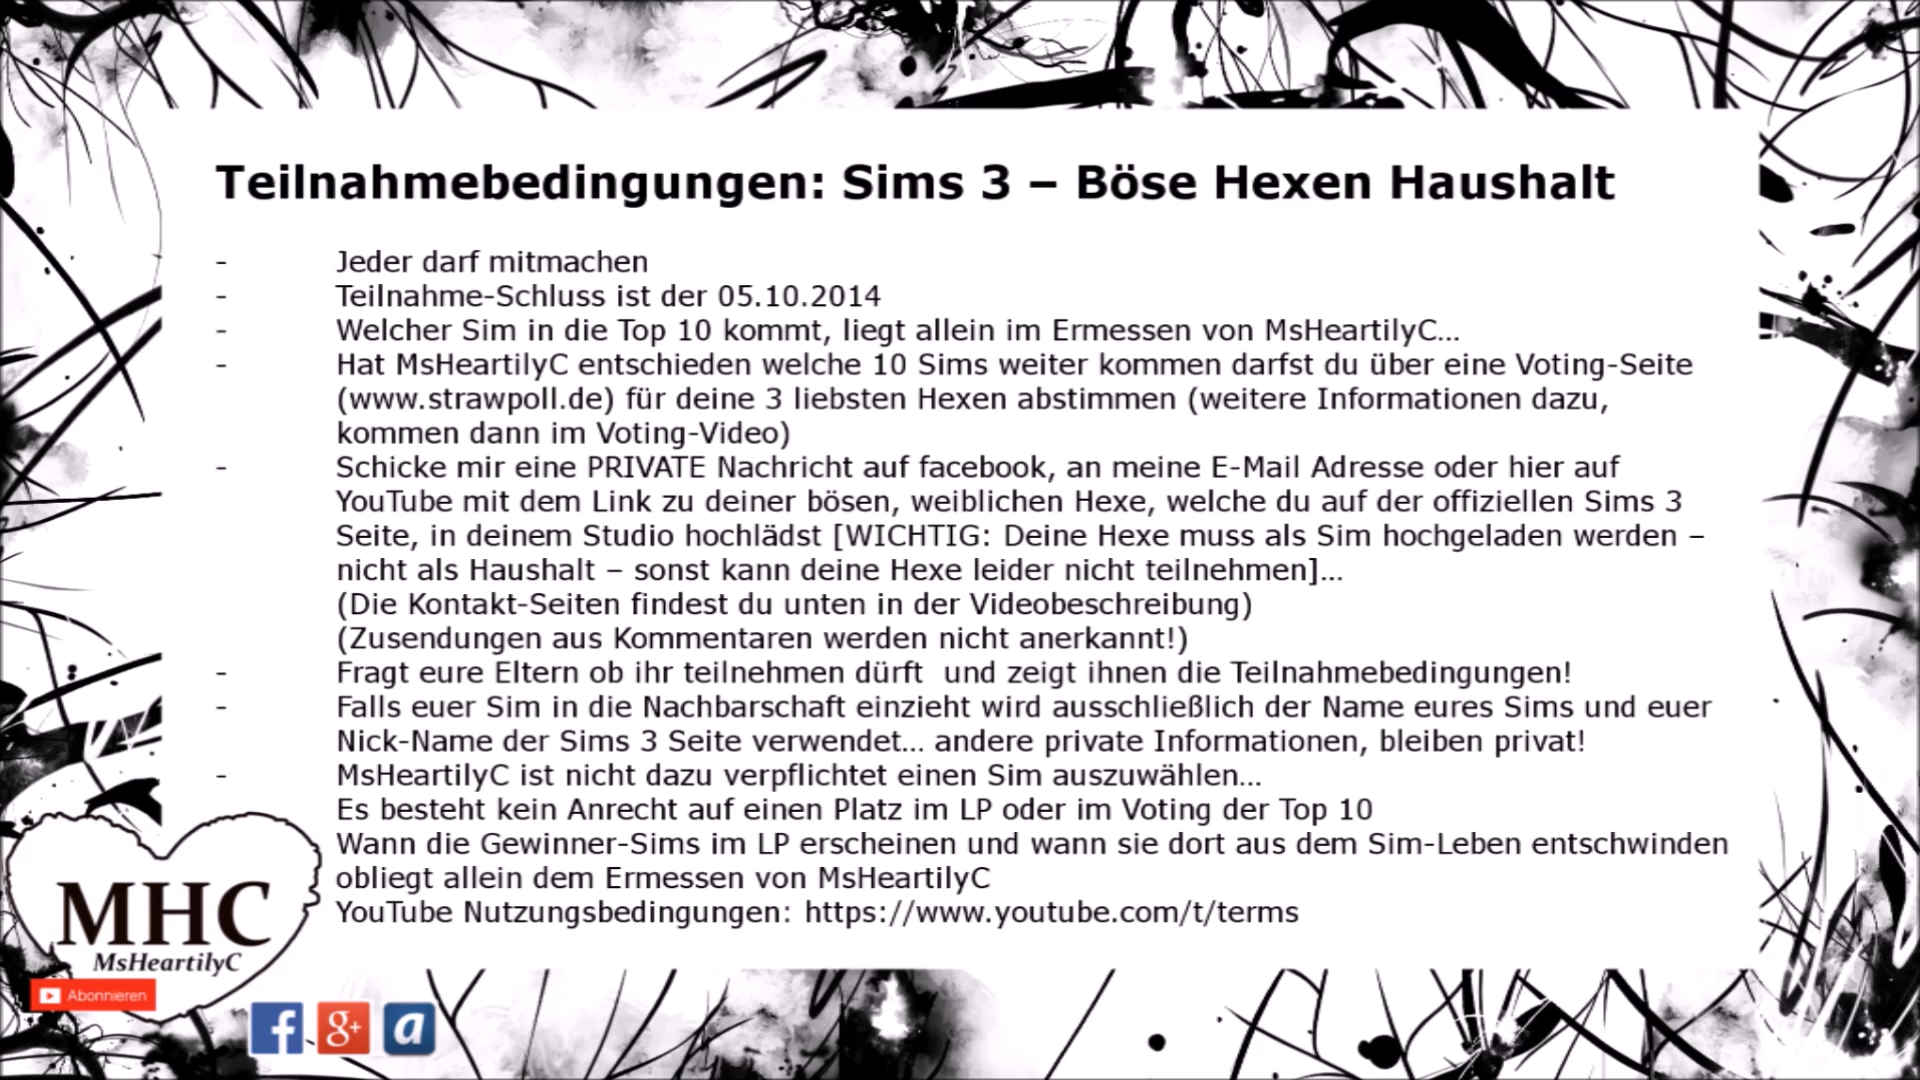 Teilnahmebedingungen: Sims 3 – Böse Hexen Haushalt
- Jeder darf mitmachen
- Teilnahme-Schluss ist der 05.10.2014
- Welcher Sim in die Top 10 kommt, liegt allein im Ermessen von MsHeartilyC...
- Hat MsHeartilyC entschieden welche 10 Sims weiter kommen darfst du über eine Voting-Seite
(www.strawpoll.de) für deine 3 liebsten Hexen abstimmen (weitere Informationen dazu,
kommen dann im Voting-Video)
- Schicke mir eine PRIVATE Nachricht auf facebook, an meine E-Mail Adresse oder hier auf
YouTube mit dem Link zu deiner bösen, weiblichen Hexe, welche du auf der offiziellen Sims 3
Seite, in deinem Studio hochlädst [WICHTIG: Deine Hexe muss als Sim hochgeladen werden –
nicht als Haushalt – sonst kann deine Hexe leider nicht teilnehmen]...
(Die Kontakt-Seiten findest du unten in der Videobeschreibung)
(Zusendungen aus Kommentaren werden nicht anerkannt!)
- Fragt eure Eltern ob ihr teilnehmen dürft  und zeigt ihnen die Teilnahmebedingungen!
- Falls euer Sim in die Nachbarschaft einzieht wird ausschließlich der Name eures Sims und euer
Nick-Name der Sims 3 Seite verwendet... andere private Informationen, bleiben privat!
- MsHeartilyC ist nicht dazu verpflichtet einen Sim auszuwählen...
Es besteht kein Anrecht auf einen Platz im LP oder im Voting der Top 10
Wann die Gewinner-Sims im LP erscheinen und wann sie dort aus dem Sim-Leben entschwinden
obliegt allein dem Ermessen von MsHeartilyC
YouTube Nutzungsbedingungen: https://www.youtube.com/t/terms
MHC
MsHeartilyC
Abonnieren
f g+ a